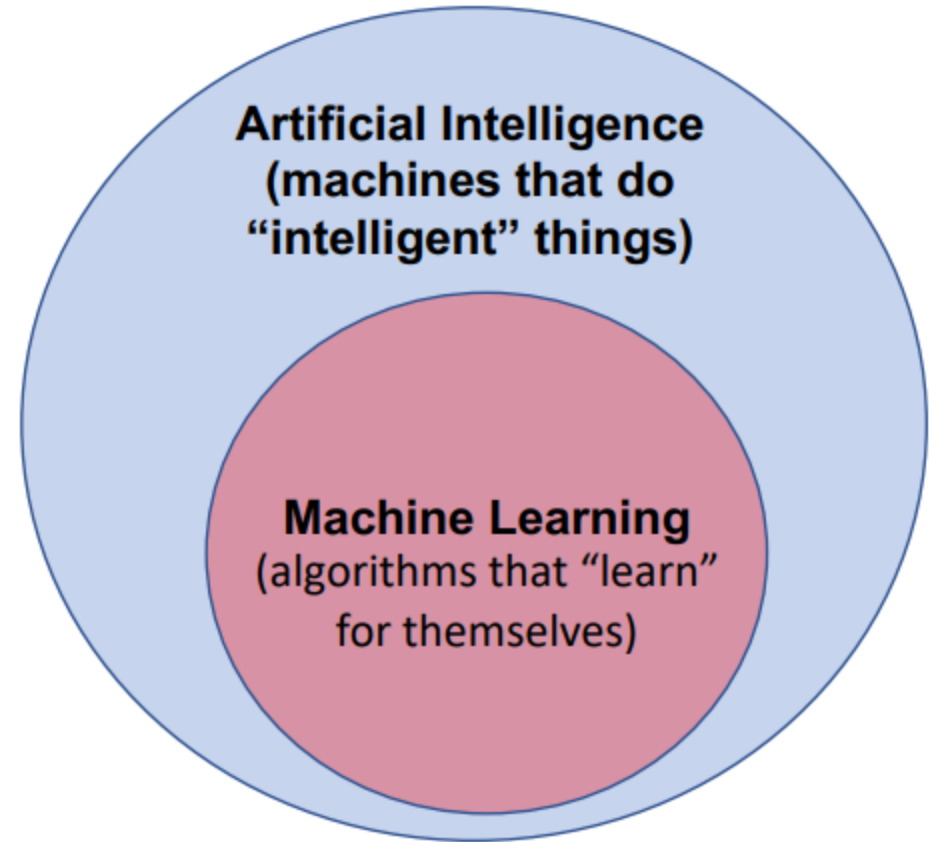 Artificial Intelligence
(machines that do
“intelligent” things)
Machine Learning
(algorithms that “learn”
for themselves)